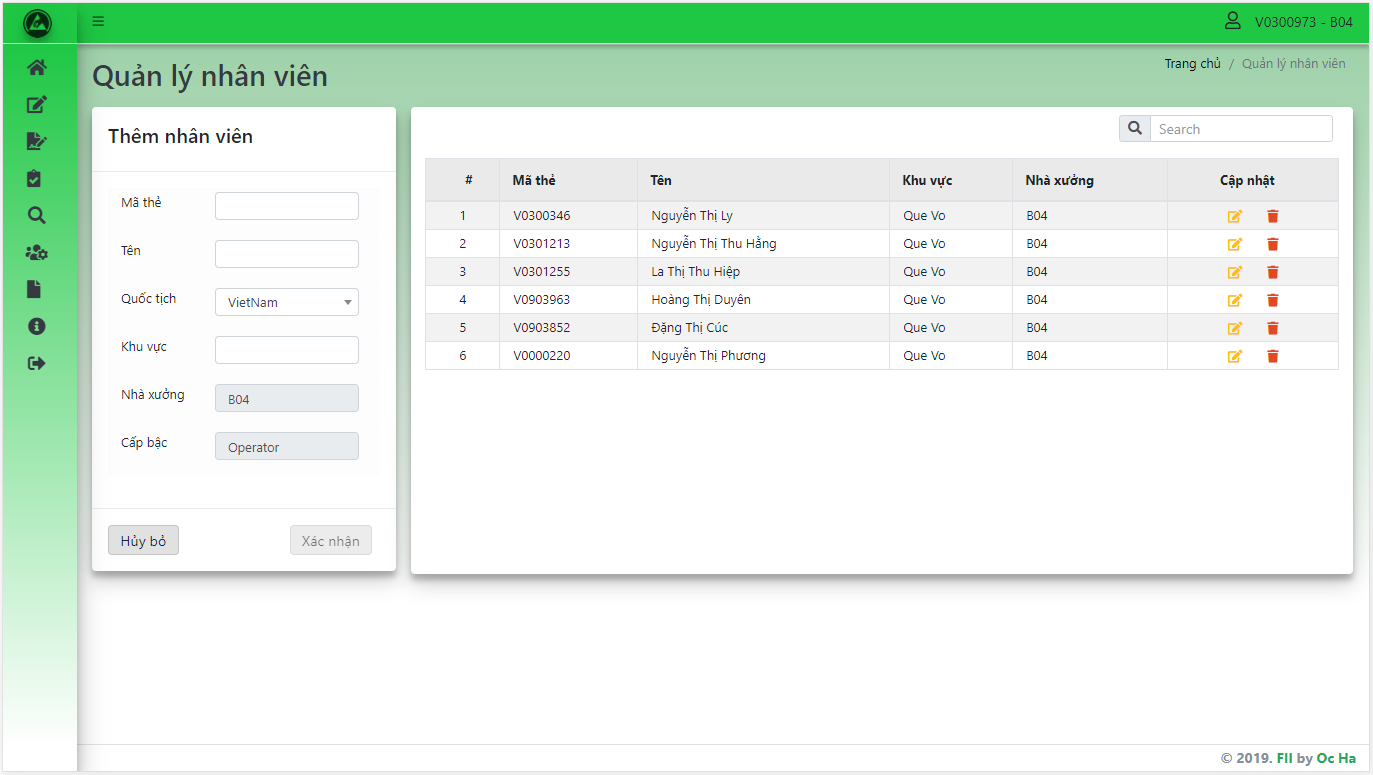 V0300973 - B04
Quản lý nhân viên
Trang chủ / Quản lý nhân viên
Thêm nhân viên
Mã thẻ
Tên
Quốc tịch VietNam
Khu vực
Nhà xưởng B04
Cấp bậc Operator
Hủy bỏ Xác nhận
Search
# Mã thẻ Tên Khu vực Nhà xưởng Cập nhật
1 V0300346 Nguyễn Thị Ly Que Vo B04
2 V0301213 Nguyễn Thị Thu Hằng Que Vo B04
3 V0301255 La Thị Thu Hiệp Que Vo B04
4 V0903963 Hoàng Thị Duyên Que Vo B04
5 V0903852 Đặng Thị Cúc Que Vo B04
6 V0000220 Nguyễn Thị Phương Que Vo B04
© 2019. FII by Oc Ha